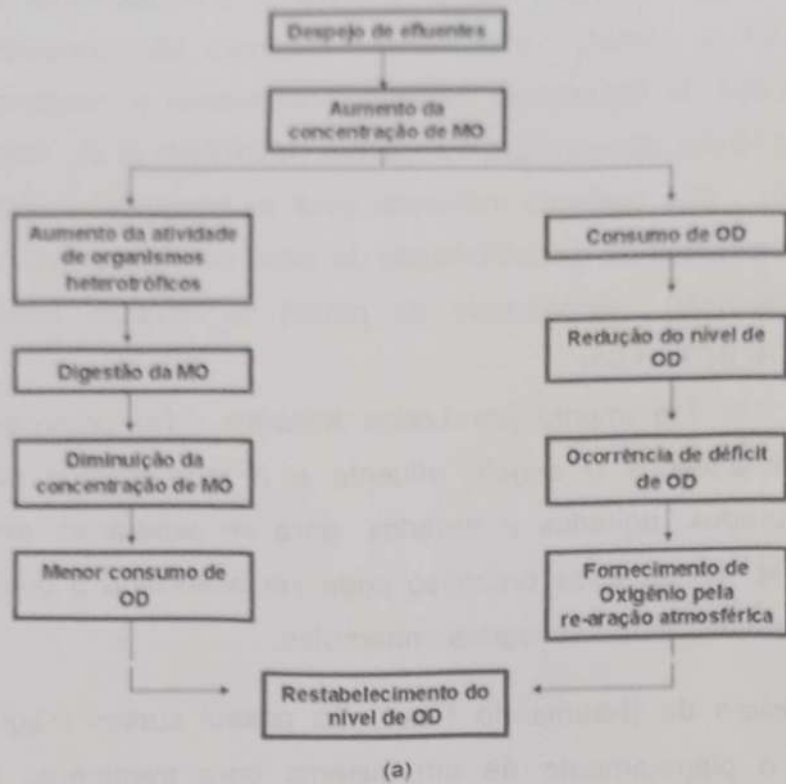 Despejo de efluentes
Aumento da
concentração de MO
Aumento da atividade
de organismos
heterotróficos
Digestão da MO
Diminuição da
concentração de MO
Menor consumo de
OD
Consumo de OD
Redução do nível de
OD
Ocorrência de déficit
de OD
Fornecimento de
Oxigênio pela
re-aração atmosférica
Restabelecimento do
nível de OD
(a)